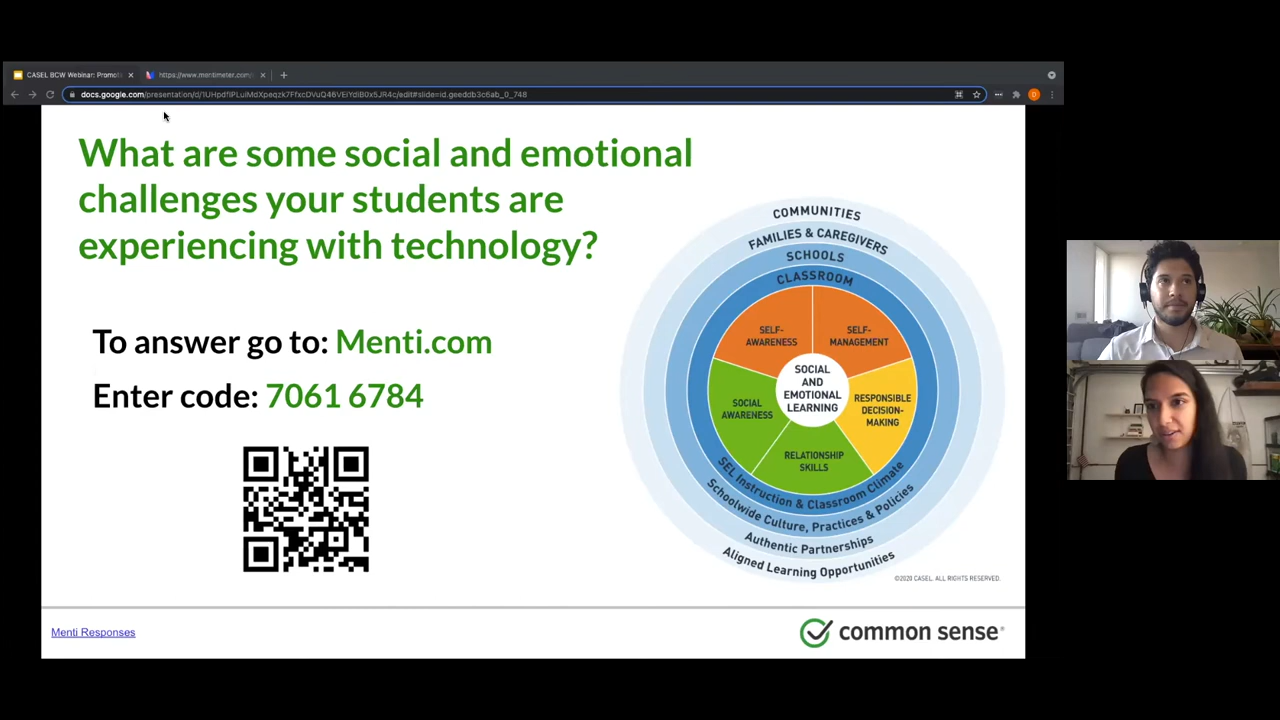 CASEL BCW Webinar: Promoti
https://www.mentimeter.com/
docs.google.com/presentation/d/
What are some social and emotional
challenges your students are
experiencing with technology?
To answer go to: Menti.com
Enter code: 7061 6784
COMMUNITIES
FAMILIES & CAREGIVERS
SCHOOLS
CLASSROOM
SELF-
AWARENESS
SELF-
MANAGEMENT
SOCIAL
AND
EMOTIONAL
LEARNING
SOCIAL
AWARENESS
RESPONSIBLE
DECISION-
MAKING
RELATIONSHIP
SKILLS
SEL Instruction & Classroom Climate
Schoolwide Culture, Practices & Policies
Authentic Partnerships
Aligned Learning Opportunities
©2020 CASEL. ALL RIGHTS RESERVED.
Menti Responses
common sense®